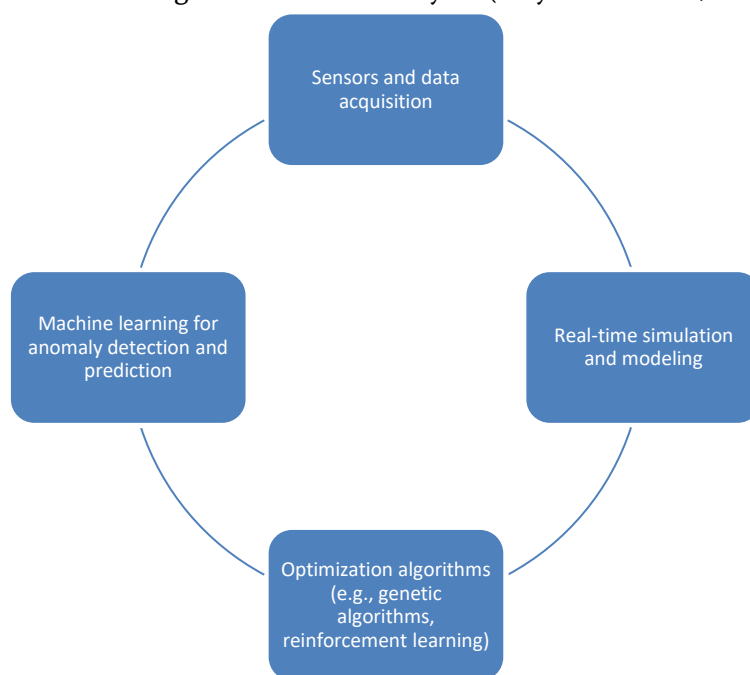 Sensors and data
acquisition
Machine learning for
anomaly detection and
prediction
Real-time simulation
and modeling
Optimization algorithms
(e.g., genetic
algorithms,
reinforcement learning)